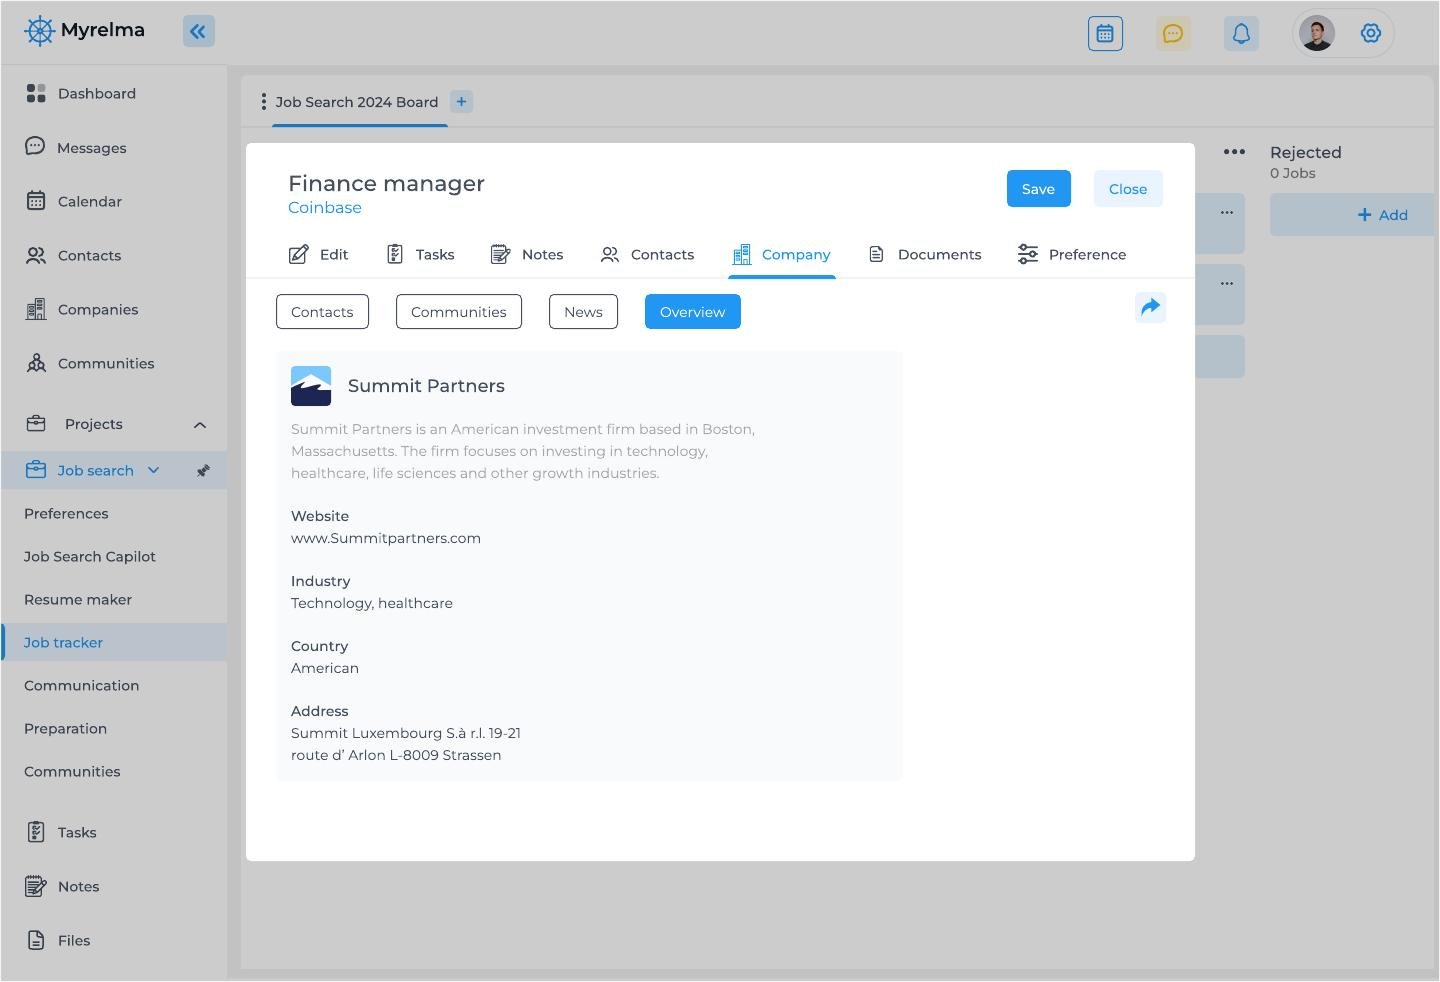 Myrelma
Dashboard
Messages
Calendar
Contacts
Companies
Communities
Projects
Job search
Preferences
Job Search Capilot
Resume maker
Job tracker
Communication
Preparation
Communities
Tasks
Notes
Files
Job Search 2024 Board
Rejected
0 Jobs
+ Add
Finance manager
Coinbase
Save
Close
Edit
Tasks
Notes
Contacts
Company
Documents
Preference
Contacts
Communities
News
Overview
Summit Partners
Summit Partners is an American investment firm based in Boston,
Massachusetts. The firm focuses on investing in technology,
healthcare, life sciences and other growth industries.
Website
www.Summitpartners.com
Industry
Technology, healthcare
Country
American
Address
Summit Luxembourg S.à r.l. 19-21
route d’ Arlon L-8009 Strassen